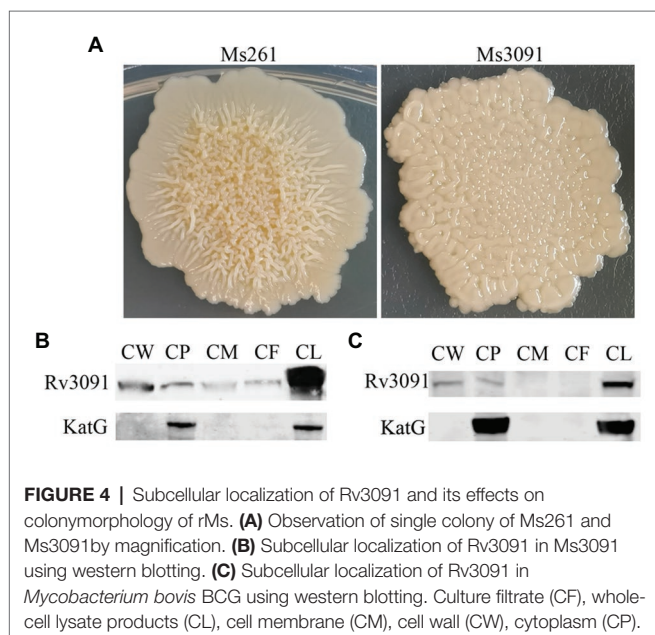 A
Ms261 Ms3091
B
CW CP CM CF CL
Rv3091
KatG
C
CW CP CM CF CL
Rv3091
KatG
FIGURE 4 | Subcellular localization of Rv3091 and its effects on
colonymorphology of rMs. (A) Observation of single colony of Ms261 and
Ms3091by magnification. (B) Subcellular localization of Rv3091 in Ms3091
using western blotting. (C) Subcellular localization of Rv3091 in
Mycobacterium bovis BCG using western blotting. Culture filtrate (CF), whole-
cell lysate products (CL), cell membrane (CM), cell wall (CW), cytoplasm (CP).